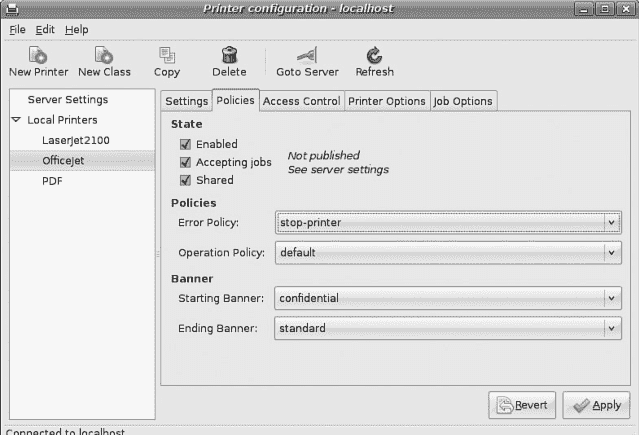 Printer configuration - localhost
File Edit Help
New Printer New Class Copy Delete Goto Server Refresh
Server Settings
Local Printers
LaserJet2100
OfficeJet
PDF
Settings Policies Access Control Printer Options Job Options
State
Enabled
Accepting jobs
Shared
Not published
See server settings
Policies
Error Policy: stop-printer
Operation Policy: default
Banner
Starting Banner: confidential
Ending Banner: standard
Revert Apply
Connected to localhost